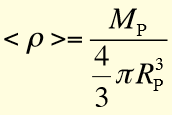 <ρ>= M_P / (4/3 πR_P^3)